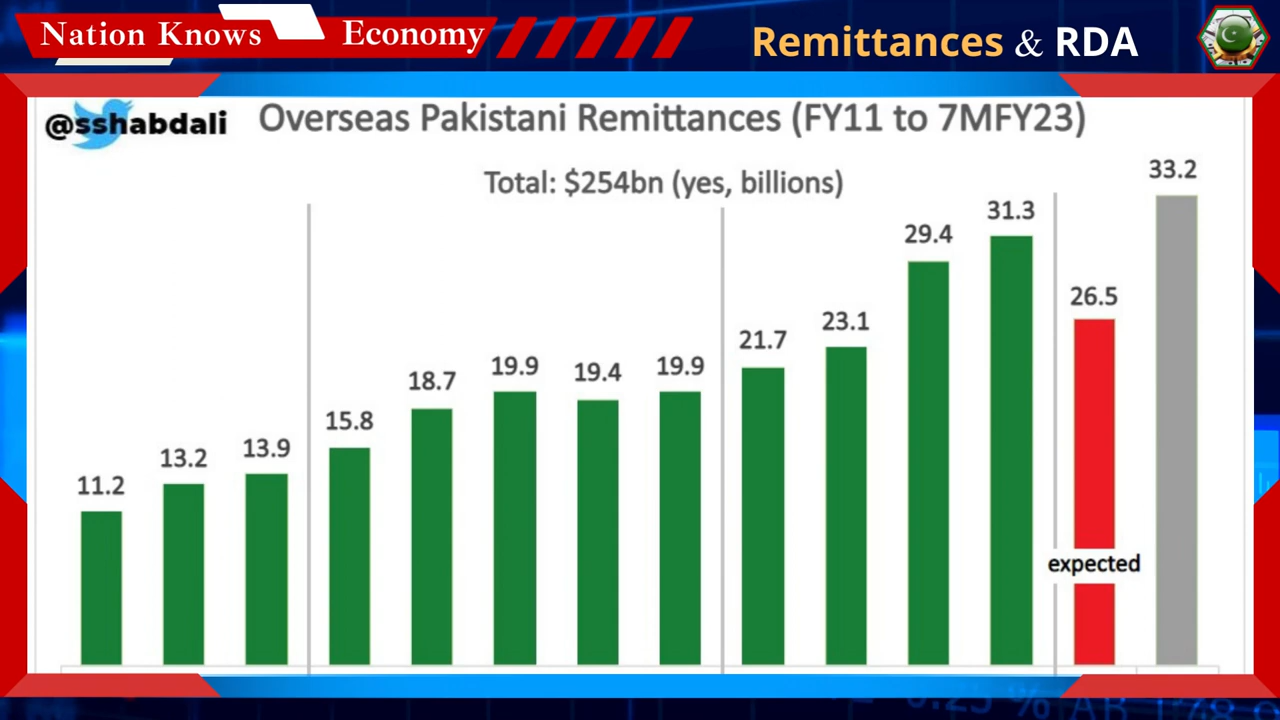 Nation Knows
Economy
Remittances & RDA
@sshabdali
Overseas Pakistani Remittances (FY11 to 7MFY23)
Total: $254bn (yes, billions)
11.2
13.2
13.9
15.8
18.7
19.9
19.4
19.9
21.7
23.1
29.4
31.3
26.5
33.2
expected